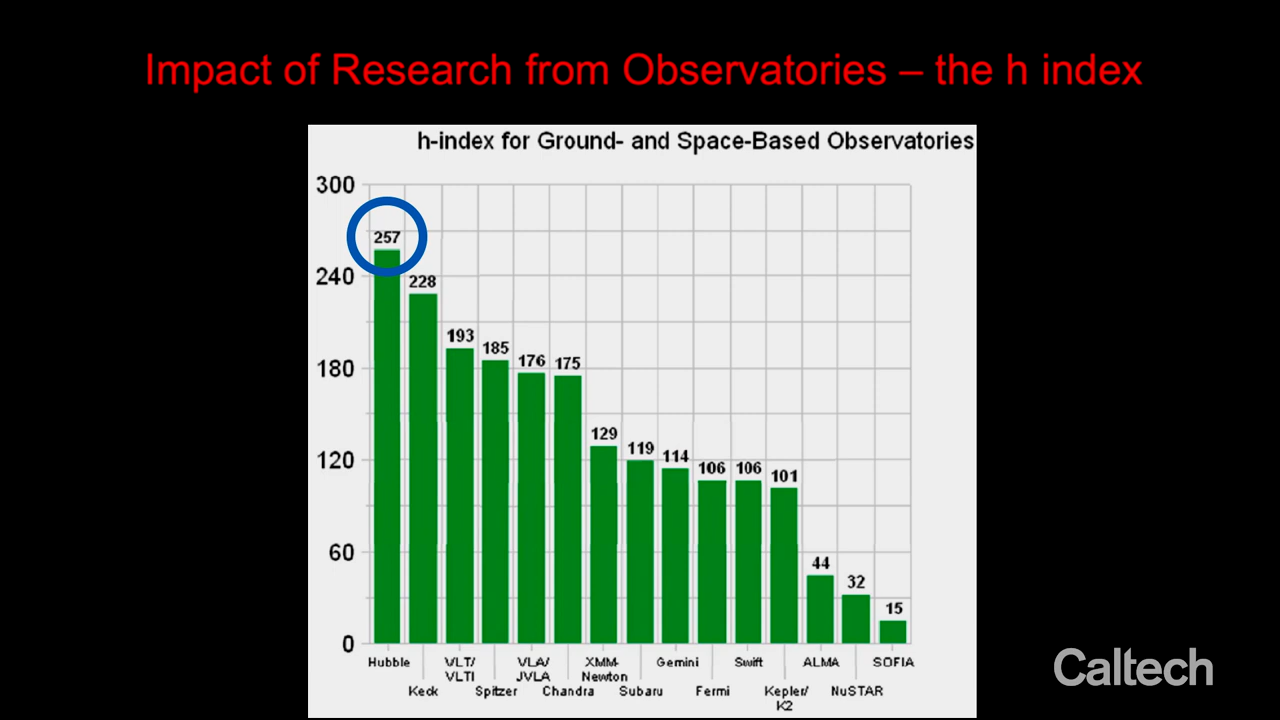 Impact of Research from Observatories – the h index
h-index for Ground- and Space-Based Observatories
300
240
180
120
60
0
257
228
193
185
176
175
129
119
114
106
106
101
44
32
15
Hubble
Keck
VLT/
VLTI
Spitzer
VLA/
JVLA
Chandra
XMM-
Newton
Subaru
Gemini
Fermi
Swift
Kepler/
K2
ALMA
NuSTAR
SOFIA
Caltech